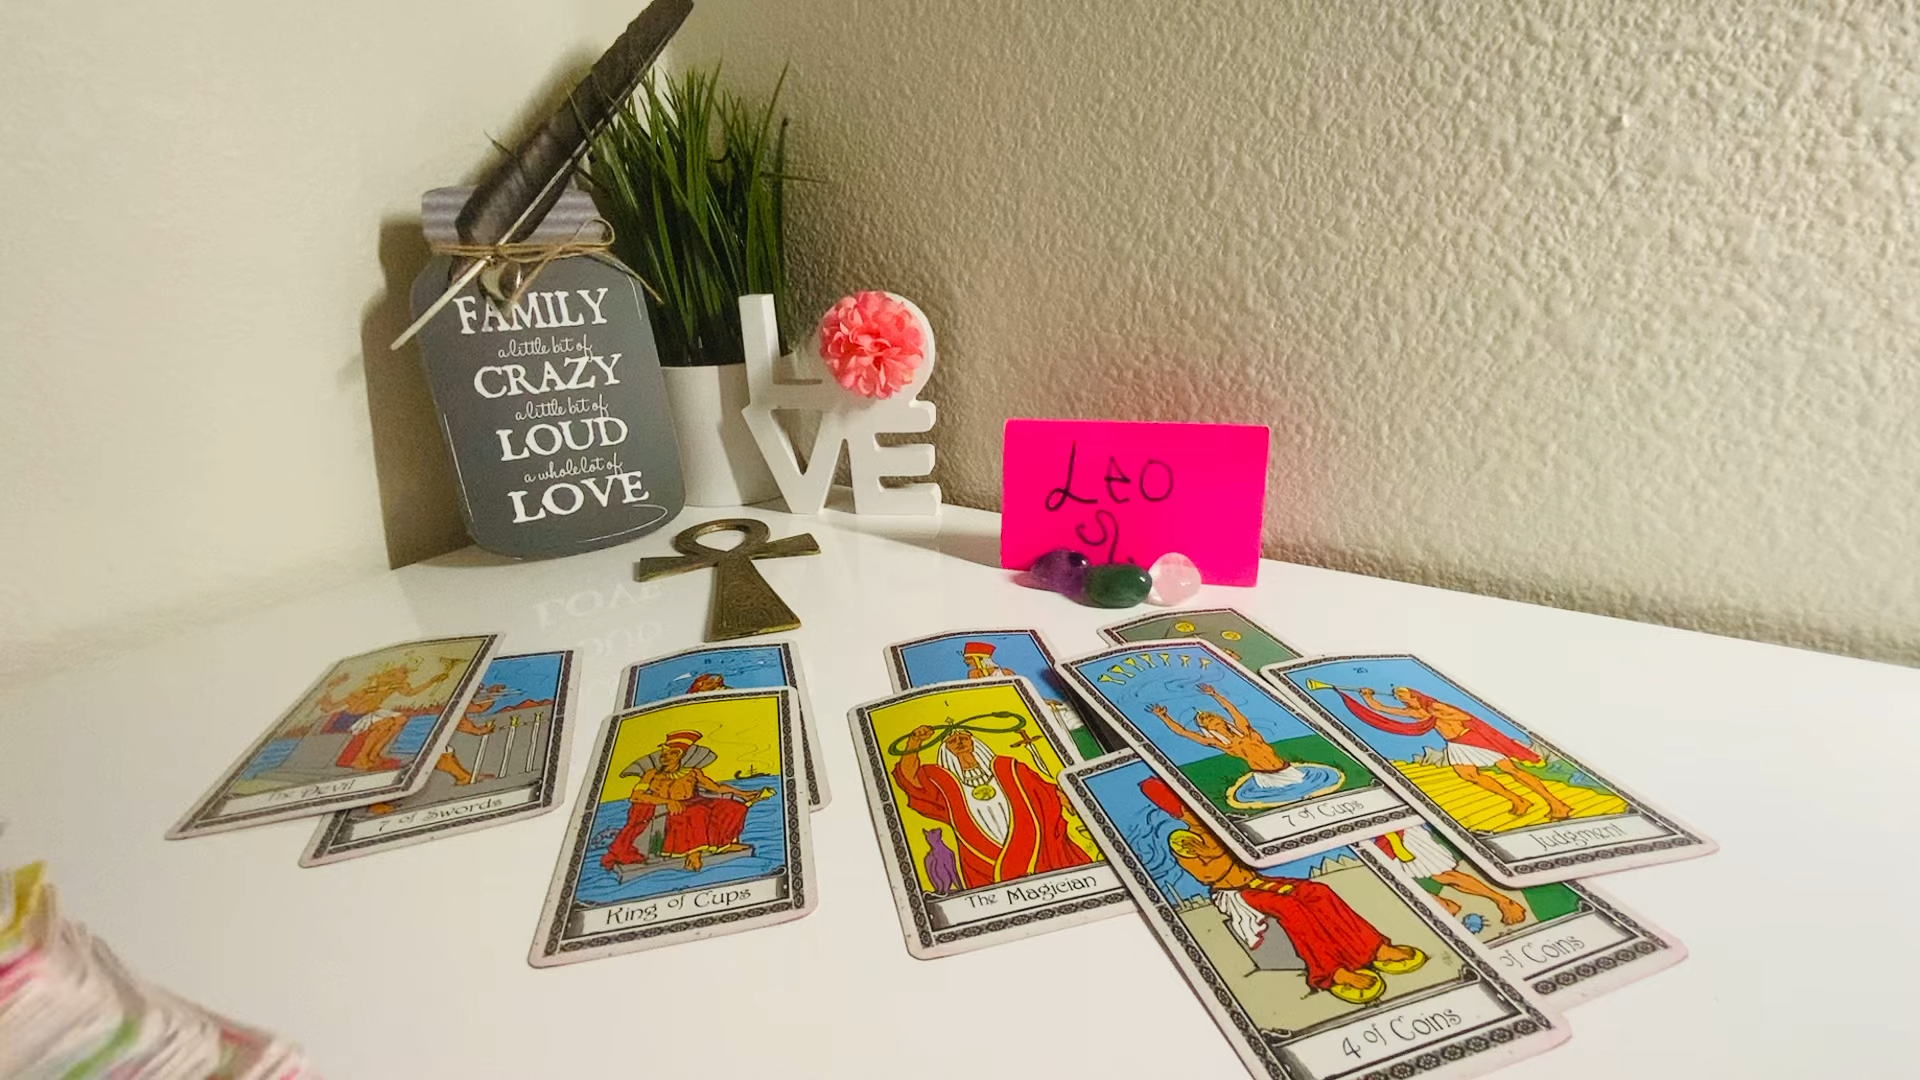 FAMILY
a little bit of
CRAZY
a little bit of
LOUD
a whole lot of
LOVE
LOVE
Leo
The Devil
7 of Swords
King of Cups
I
The Magician
7 of Cups
20
Judgment
of Coins
4 of Coins